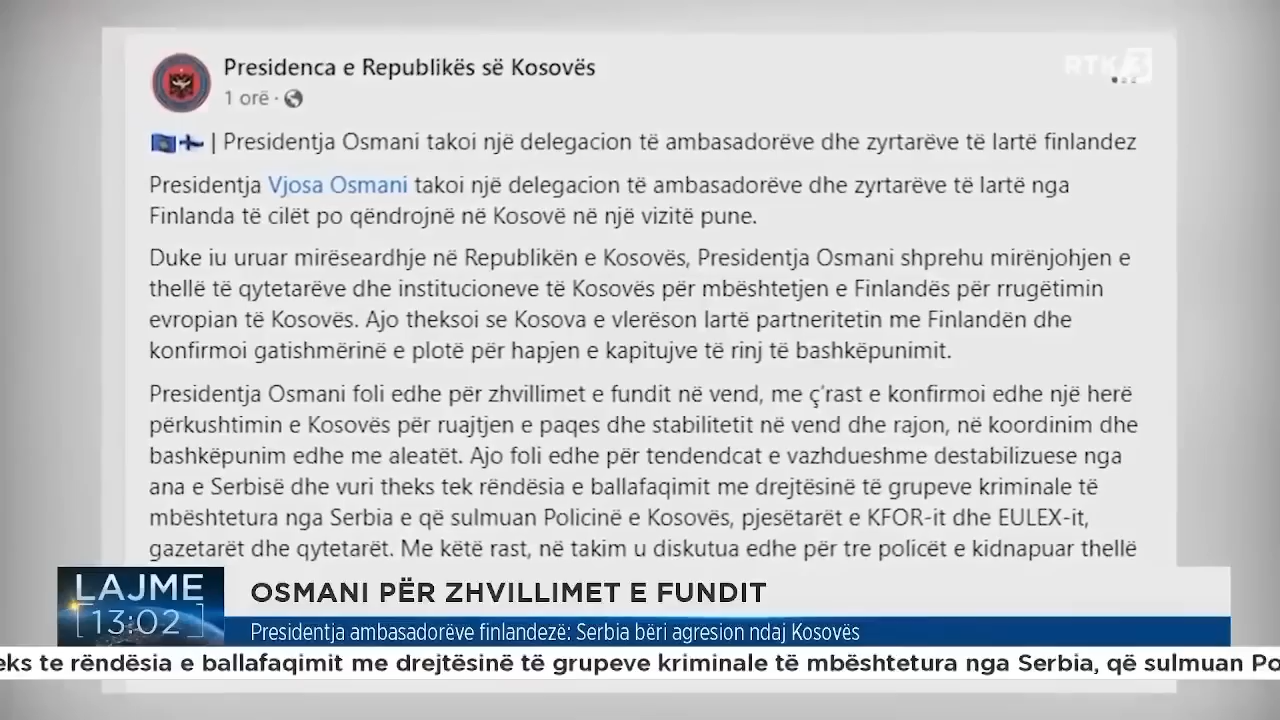 Presidenca e Republikës së Kosovës
RTK 3
1 orë ·
| Presidentja Osmani takoi një delegacion të ambasadorëve dhe zyrtarëve të lartë finlandez
Presidentja Vjosa Osmani takoi një delegacion të ambasadorëve dhe zyrtarëve të lartë nga
Finlanda të cilët po qëndrojnë në Kosovë në një vizitë pune.
Duke iu uruar mirëseardhje në Republikën e Kosovës, Presidentja Osmani shprehu mirënjohjen e
thellë të qytetarëve dhe institucioneve të Kosovës për mbështetjen e Finlandës për rrugëtimin
evropian të Kosovës. Ajo theksoi se Kosova e vlerëson lartë partneritetin me Finlandën dhe
konfirmoi gatishmërinë e plotë për hapjen e kapitujve të rinj të bashkëpunimit.
Presidentja Osmani foli edhe për zhvillimet e fundit në vend, me ç'rast e konfirmoi edhe një herë
përkushtimin e Kosovës për ruajtjen e paqes dhe stabilitetit në vend dhe rajon, në koordinim dhe
bashkëpunim edhe me aleatët. Ajo foli edhe për tendendcat e vazhdueshme destabilizuese nga
ana e Serbisë dhe vuri theks tek rëndësia e ballafaqimit me drejtësinë të grupeve kriminale të
mbështetura nga Serbia e që sulmuan Policinë e Kosovës, pjesëtarët e KFOR-it dhe EULEX-it,
gazetarët dhe qytetarët. Me këtë rast, në takim u diskutua edhe për tre policët e kidnapuar thellë
LAJME
[13:02]
OSMANI PËR ZHVILLIMET E FUNDIT
Presidentja ambasadorëve finlandezë: Serbia bëri agresion ndaj Kosovës
eks te rëndësia e ballafaqimit me drejtësinë të grupeve kriminale të mbështetura nga Serbia, që sulmuan Po